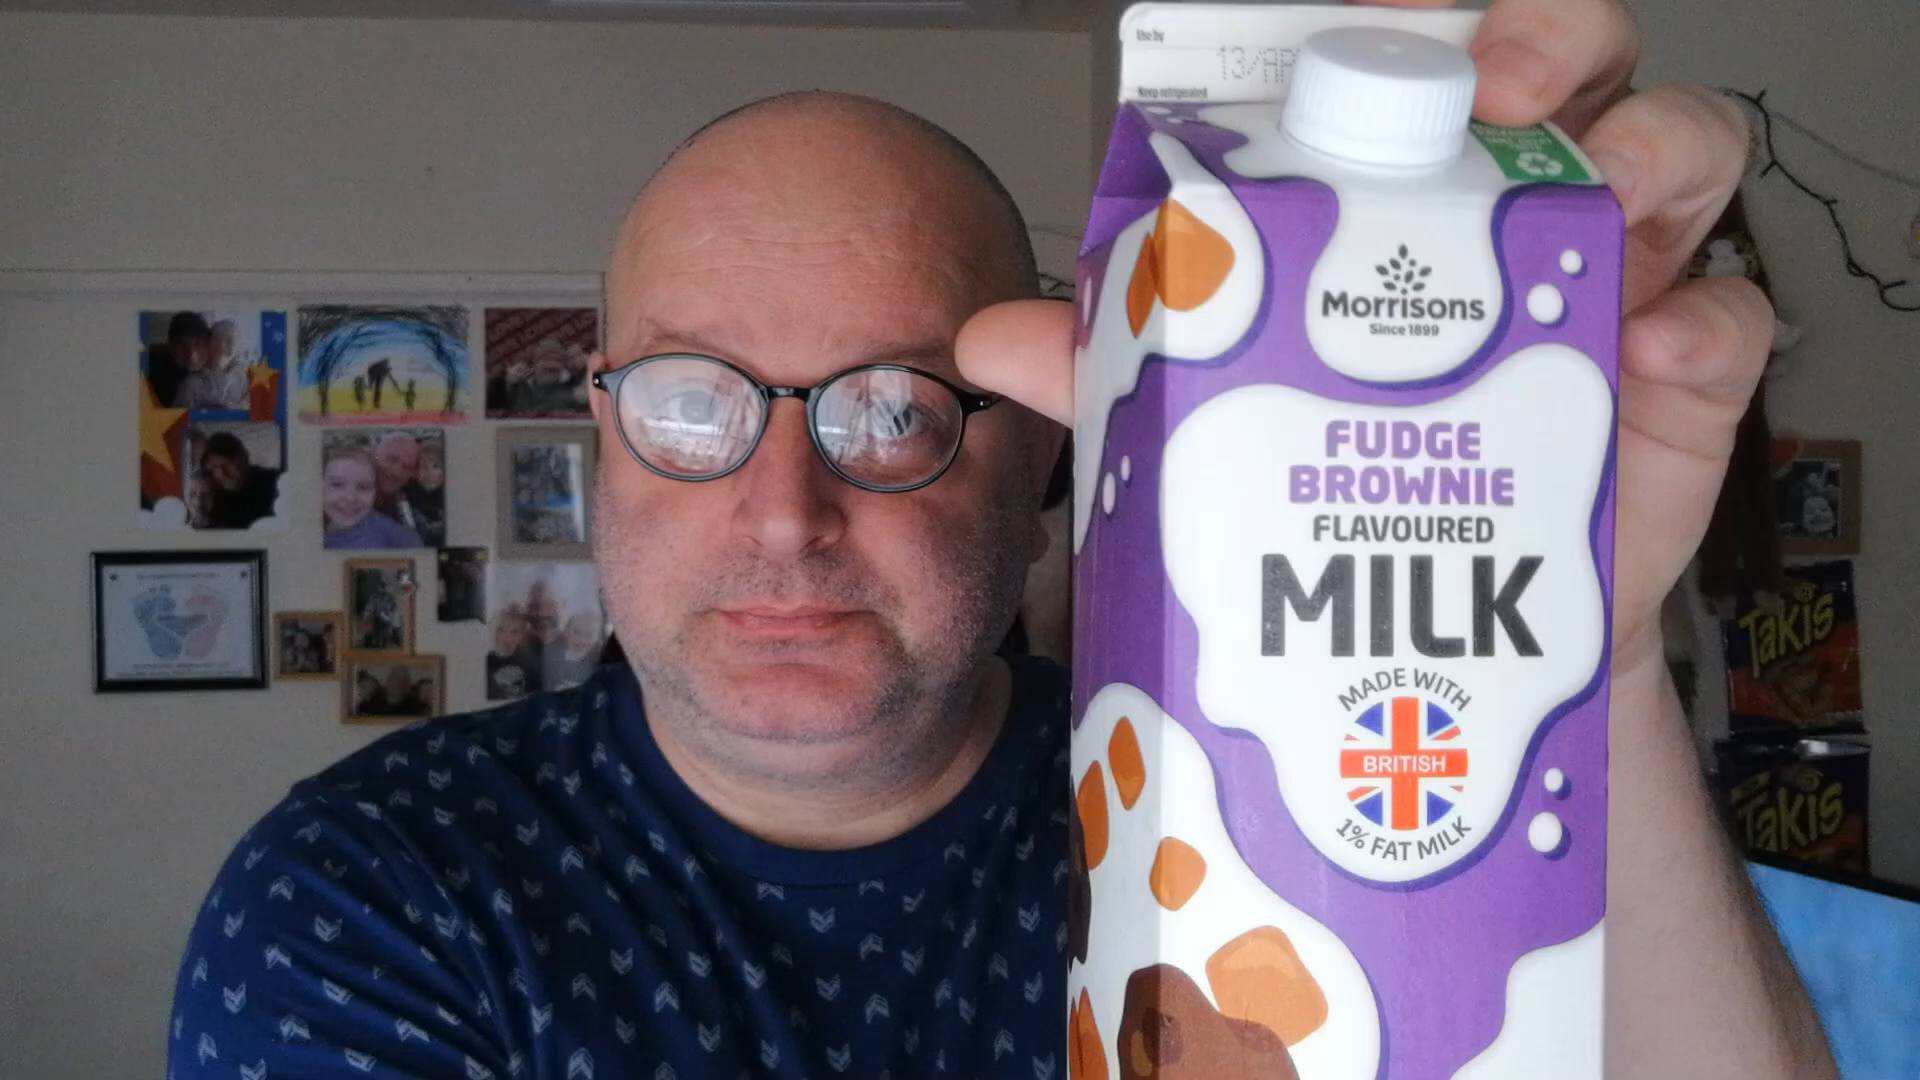 Use by
13/AP
Keep refrigerated
Morrisons
Since 1899
FUDGE
BROWNIE
FLAVOURED
MILK
MADE WITH
BRITISH
1% FAT MILK
Takis
Takis